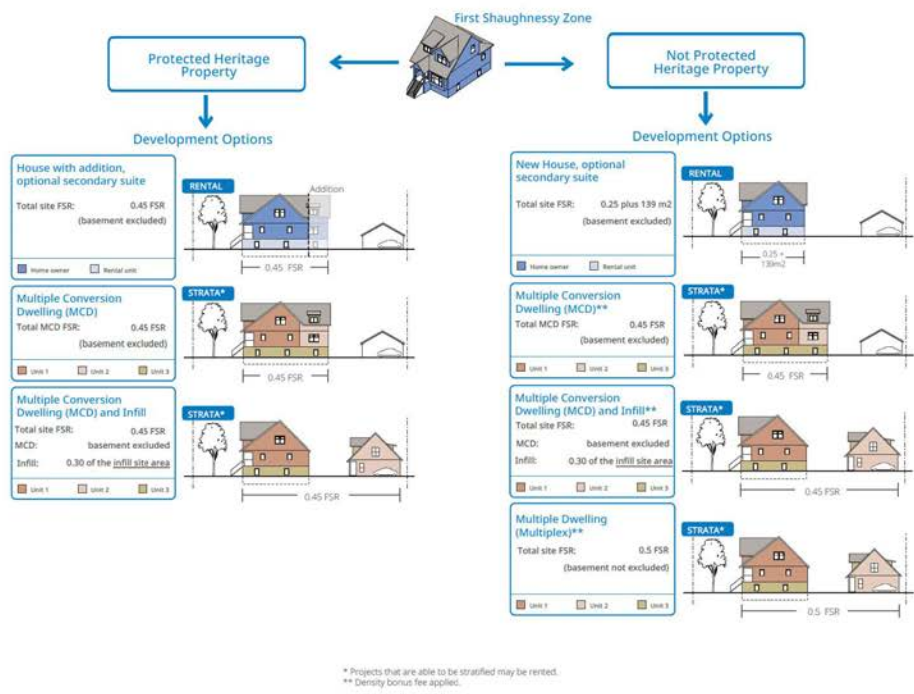 First Shaughnessy Zone
Protected Heritage
Property
Development Options
House with addition,
optional secondary suite
Total site FSR: 0.45 FSR
(basement excluded)
Home owner Rental unit
RENTAL
Addition
0.45 FSR
Multiple Conversion
Dwelling (MCD)
Total MCD FSR: 0.45 FSR
(basement excluded)
Unit 1 Unit 2 Unit 3
STRATA*
0.45 FSR
Multiple Conversion
Dwelling (MCD) and Infill
Total site FSR: 0.45 FSR
MCD: basement excluded
Infill: 0.30 of the infill site area
Unit 1 Unit 2 Unit 3
STRATA*
0.45 FSR
Not Protected
Heritage Property
Development Options
New House, optional
secondary suite
Total site FSR: 0.25 plus 139 m2
(basement excluded)
Home owner Rental unit
RENTAL
0.25 +
139m2
Multiple Conversion
Dwelling (MCD)**
Total MCD FSR: 0.45 FSR
(basement excluded)
Unit 1 Unit 2 Unit 3
STRATA*
0.45 FSR
Multiple Conversion
Dwelling (MCD) and Infill**
Total site FSR: 0.45 FSR
MCD: basement excluded
Infill: 0.30 of the infill site area
Unit 1 Unit 2 Unit 3
STRATA*
0.45 FSR
Multiple Dwelling
(Multiplex)**
Total site FSR: 0.5 FSR
(basement not excluded)
Unit 1 Unit 2 Unit 3
STRATA*
0.5 FSR
* Projects that are able to be stratified may be rented.
** Density bonus fee applied.